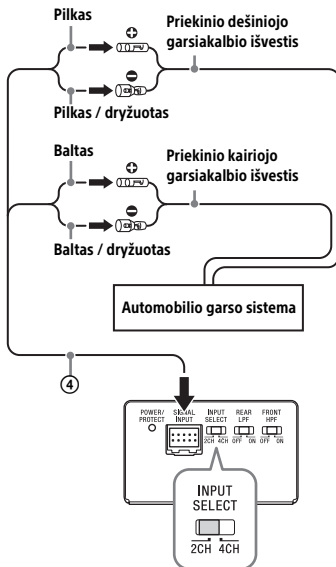 Pilkas
Priekinio dešiniojo
garsiakalbio išvestis
Pilkas / dryžuotas
Baltas
Priekinio kairiojo
garsiakalbio išvestis
Baltas / dryžuotas
Automobilio garso sistema
④
POWER/
PROTECT
SIGNAL
INPUT
INPUT
SELECT
2CH 4CH
REAR
LPF
OFF ON
FRONT
HPF
OFF ON
INPUT
SELECT
2CH 4CH